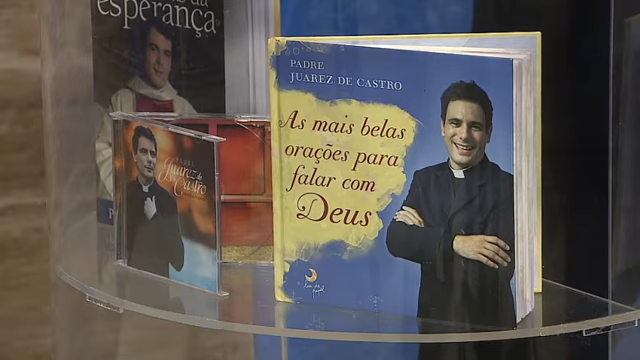 esperança
PADRE
JUAREZ DE CASTRO
As mais belas
orações para
falar com
Deus
PADRE
Juarez de
Castro